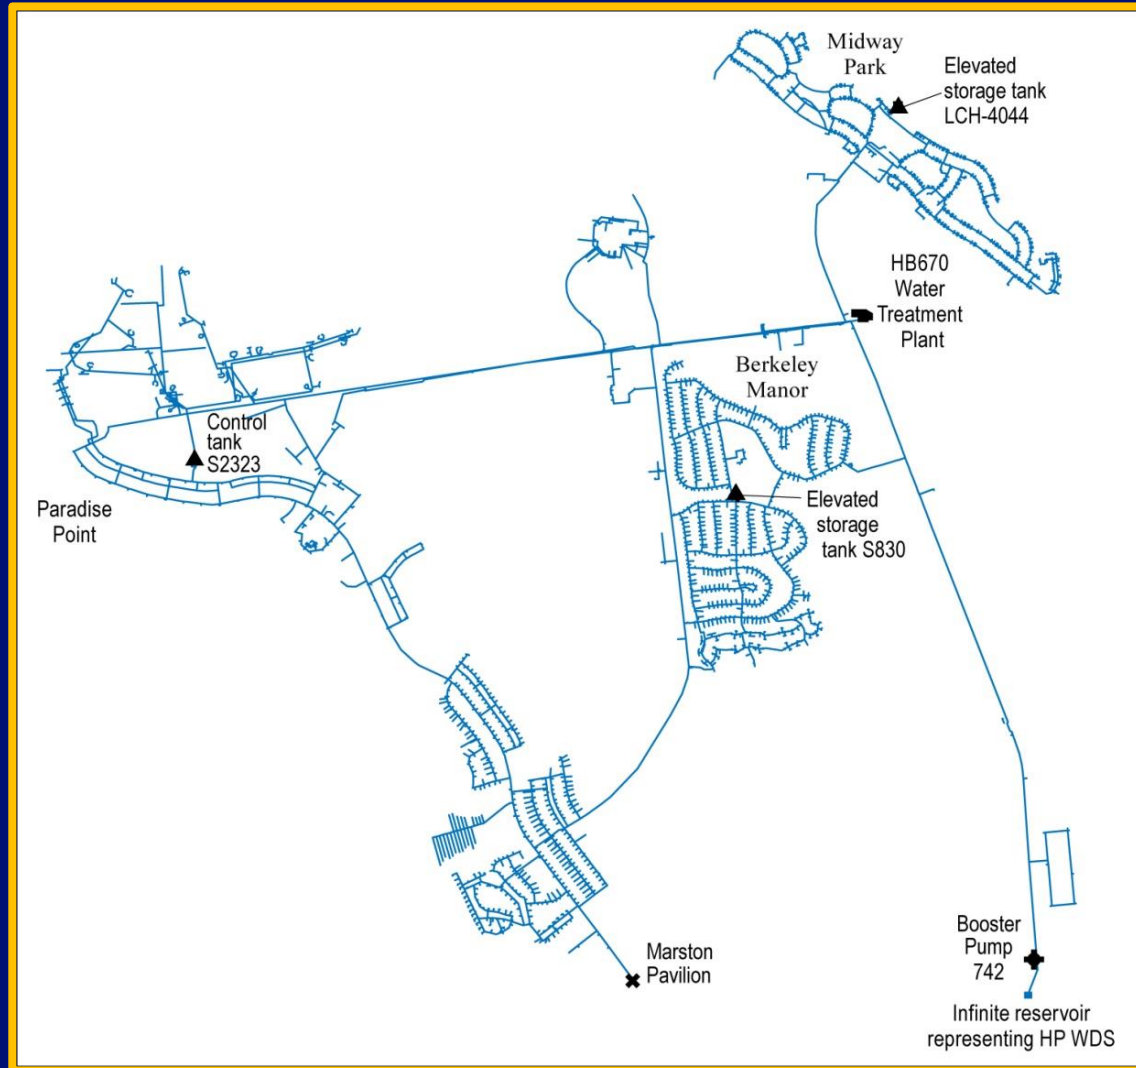 Midway
Park
Elevated
storage tank
LCH-4044
HB670
Water
Treatment
Plant
Berkeley
Manor
Control
tank
S2323
Elevated
storage
tank S830
Paradise
Point
Marston
Pavilion
Booster
Pump
742
Infinite reservoir
representing HP WDS